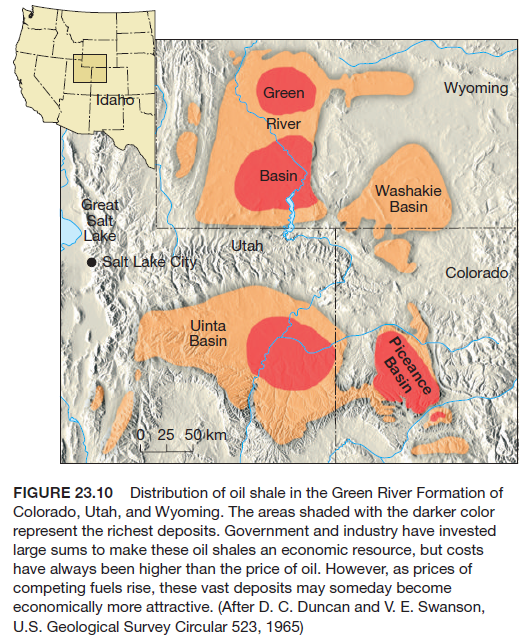 Idaho
Wyoming
Green
River
Basin
Washakie
Basin
Great
Salt
Lake
Salt Lake City
Utah
Colorado
Uinta
Basin
Piceance
Basin
0 25 50 km
FIGURE 23.10 Distribution of oil shale in the Green River Formation of
Colorado, Utah, and Wyoming. The areas shaded with the darker color
represent the richest deposits. Government and industry have invested
large sums to make these oil shales an economic resource, but costs
have always been higher than the price of oil. However, as prices of
competing fuels rise, these vast deposits may someday become
economically more attractive. (After D. C. Duncan and V. E. Swanson,
U.S. Geological Survey Circular 523, 1965)